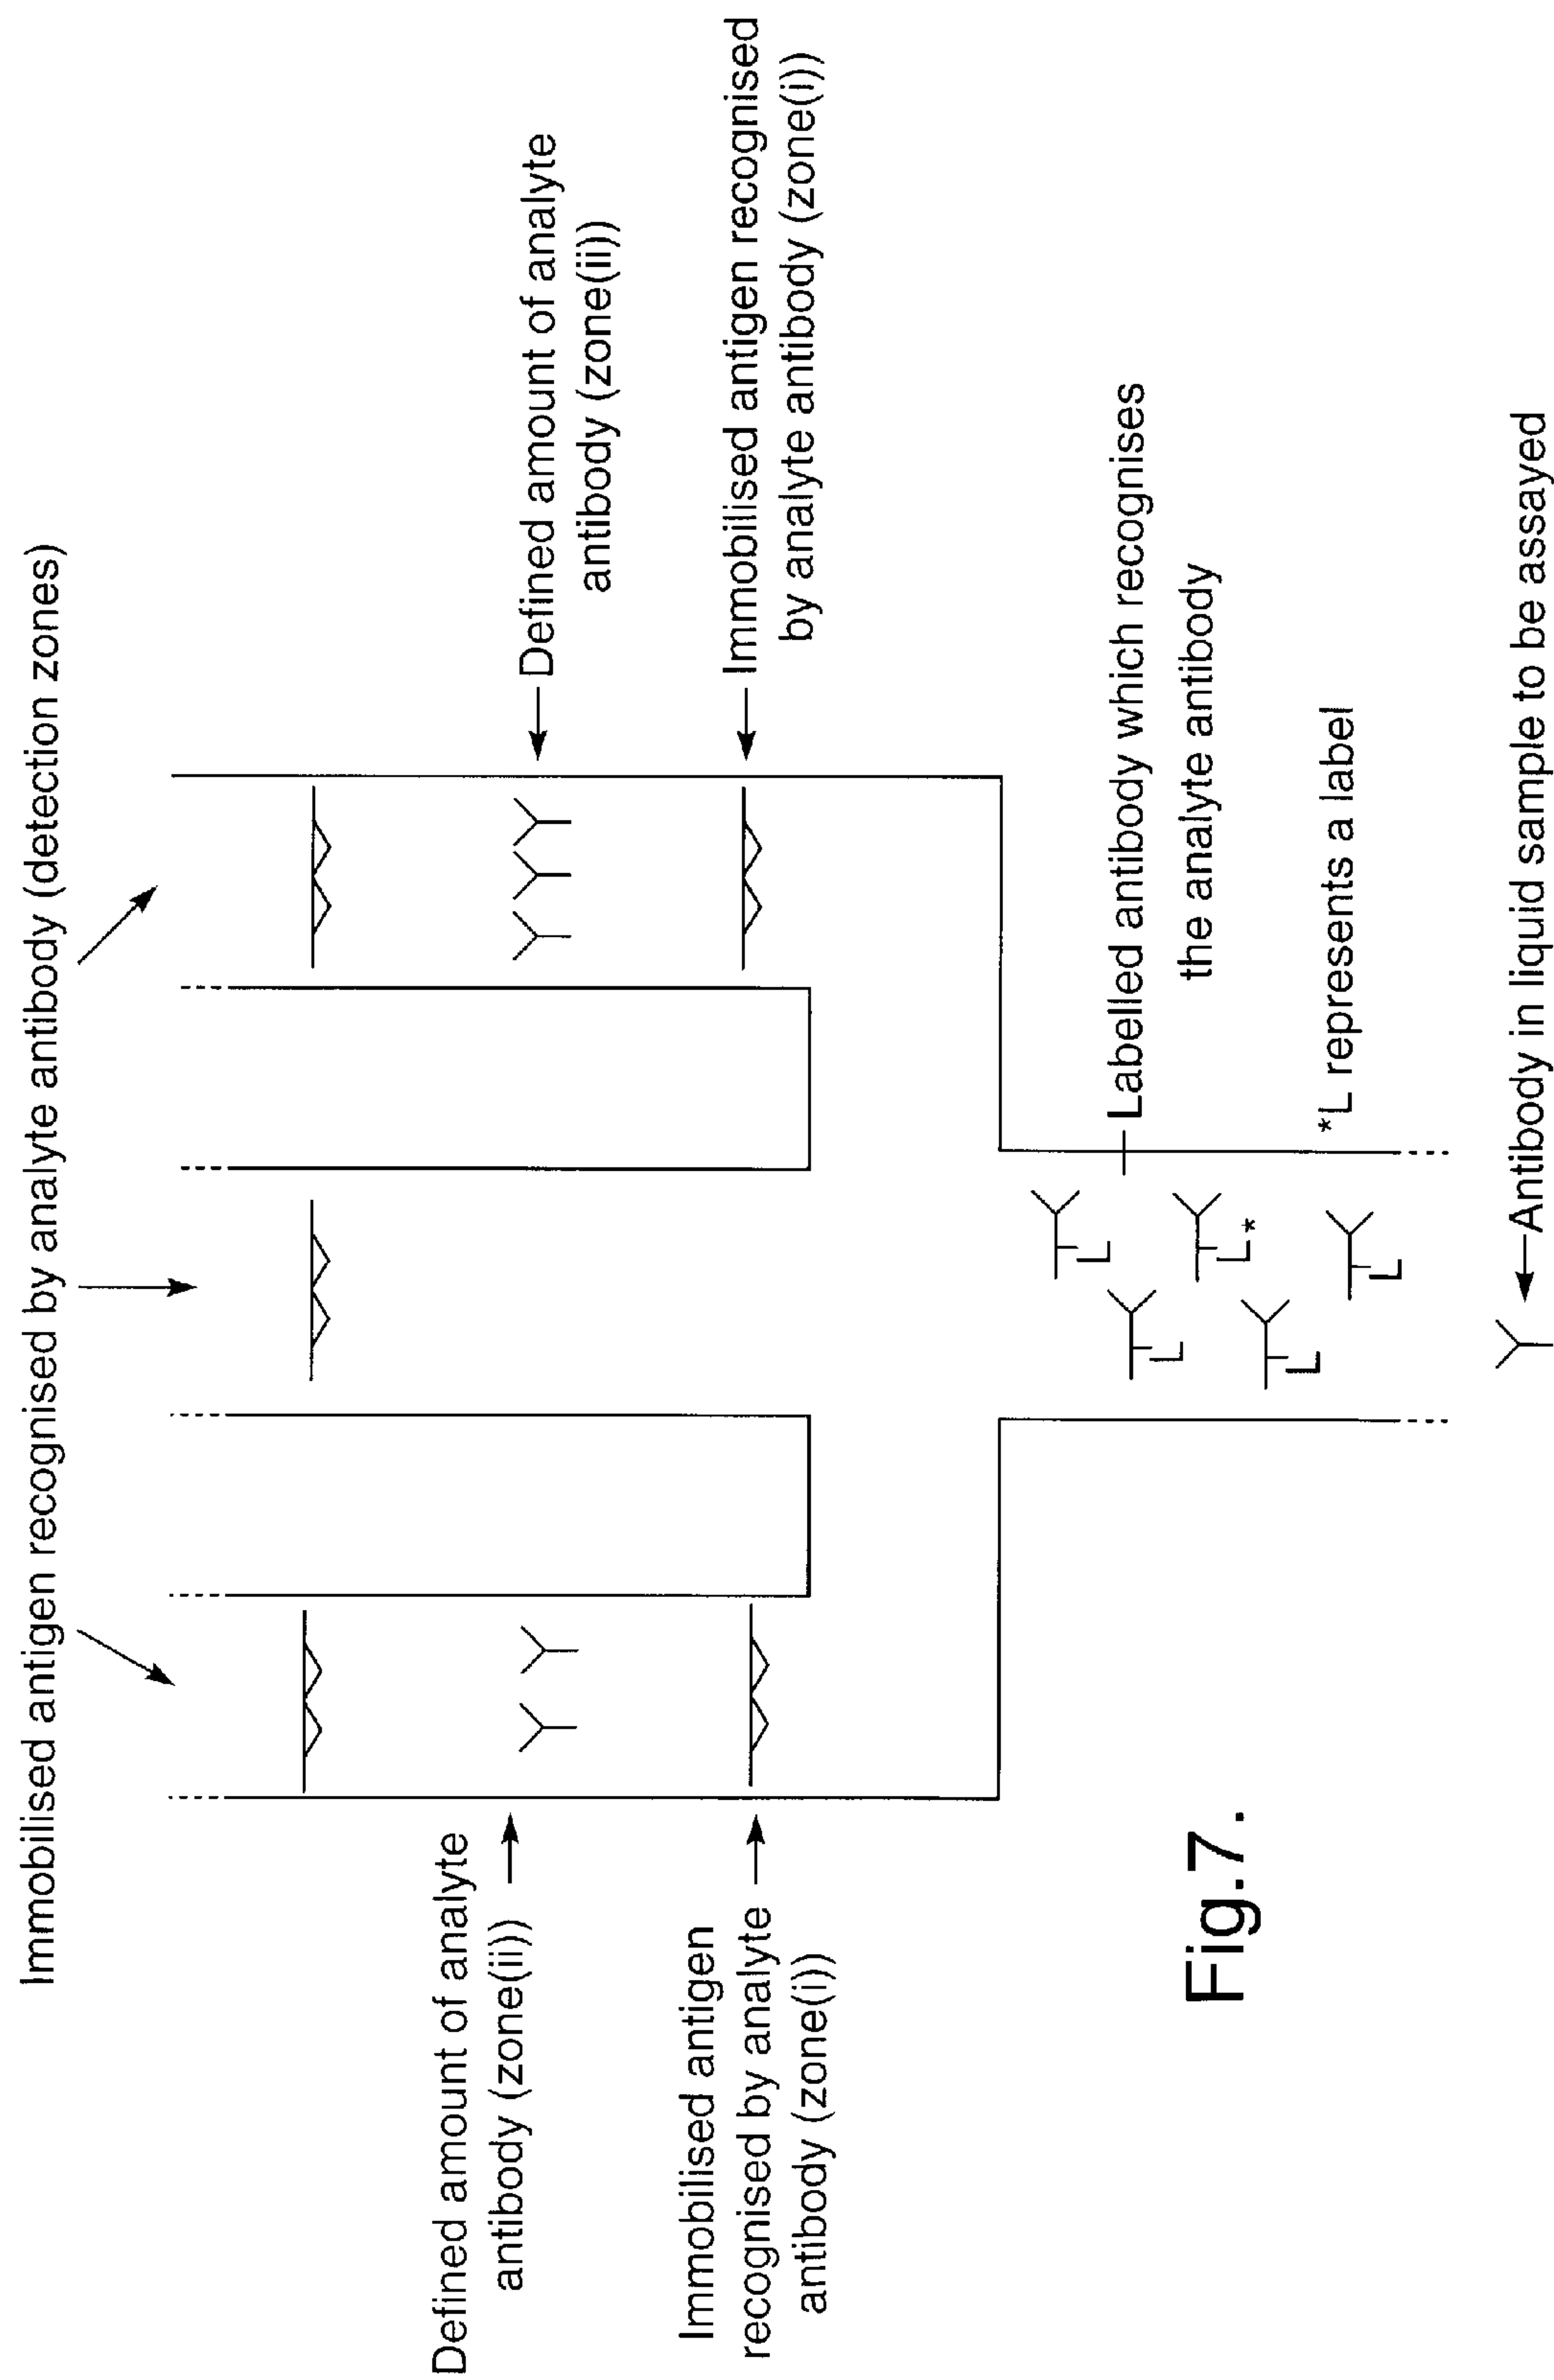 Immobilised antigen recognised by analyte antibody (detection zones)
Defined amount of analyte
antibody (zone(ii))
Immobilised antigen
recognised by analyte
antibody (zone(i))
Defined amount of analyte
antibody (zone(ii))
Immobilised antigen recognised
by analyte antibody (zone(i))
L
L
L*
L
L
Labelled antibody which recognises
the analyte antibody
*L represents a label
Antibody in liquid sample to be assayed
Fig.7.